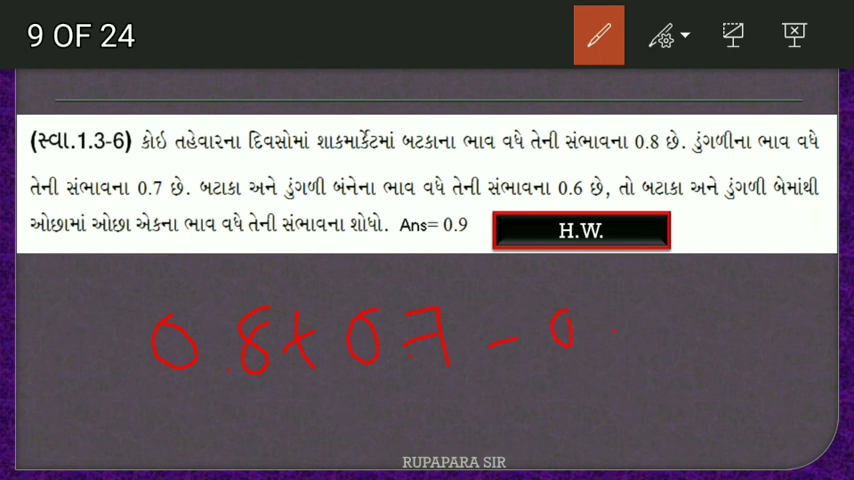 9 OF 24
(સ્વા.1.3-6) કોઇ તહેવારના દિવસોમાં શાકમાર્કેટમાં બટકાના ભાવ વધે તેની સંભાવના 0.8 છે. ડુંગળીના ભાવ વધે
તેની સંભાવના 0.7 છે. બટાકા અને ડુંગળી બંનેના ભાવ વધે તેની સંભાવના 0.6 છે, તો બટાકા અને ડુંગળી બેમાંથી
ઓછામાં ઓછા એકના ભાવ વધે તેની સંભાવના શોધો. Ans= 0.9
H.W.
0.8+0.7-0.
RUPAPARA SIR